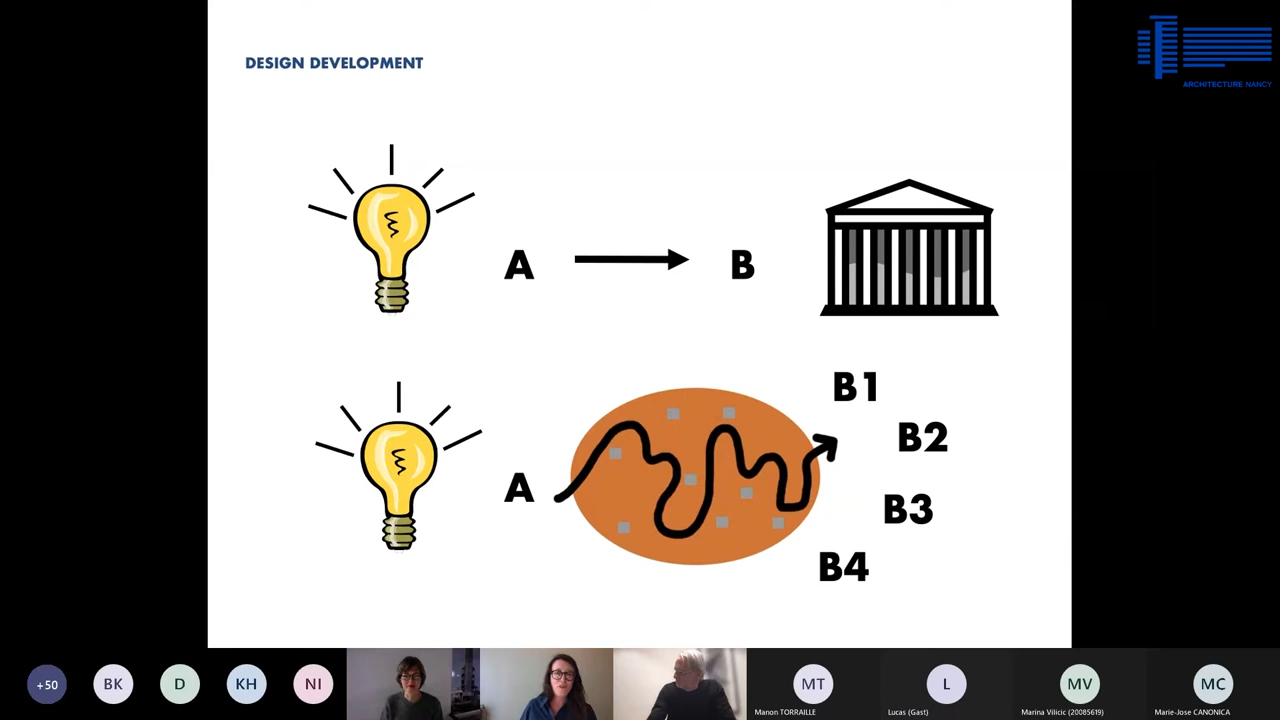 DESIGN DEVELOPMENT
ARCHITECTURE NANCY
A
B
B1
B2
A
B3
B4
+50
BK
D
KH
NI
MT
L
MV
MC
Manon TORRAILLE
Lucas (Gast)
Marina Vilicic (20085619)
Marie-Jose CANONICA